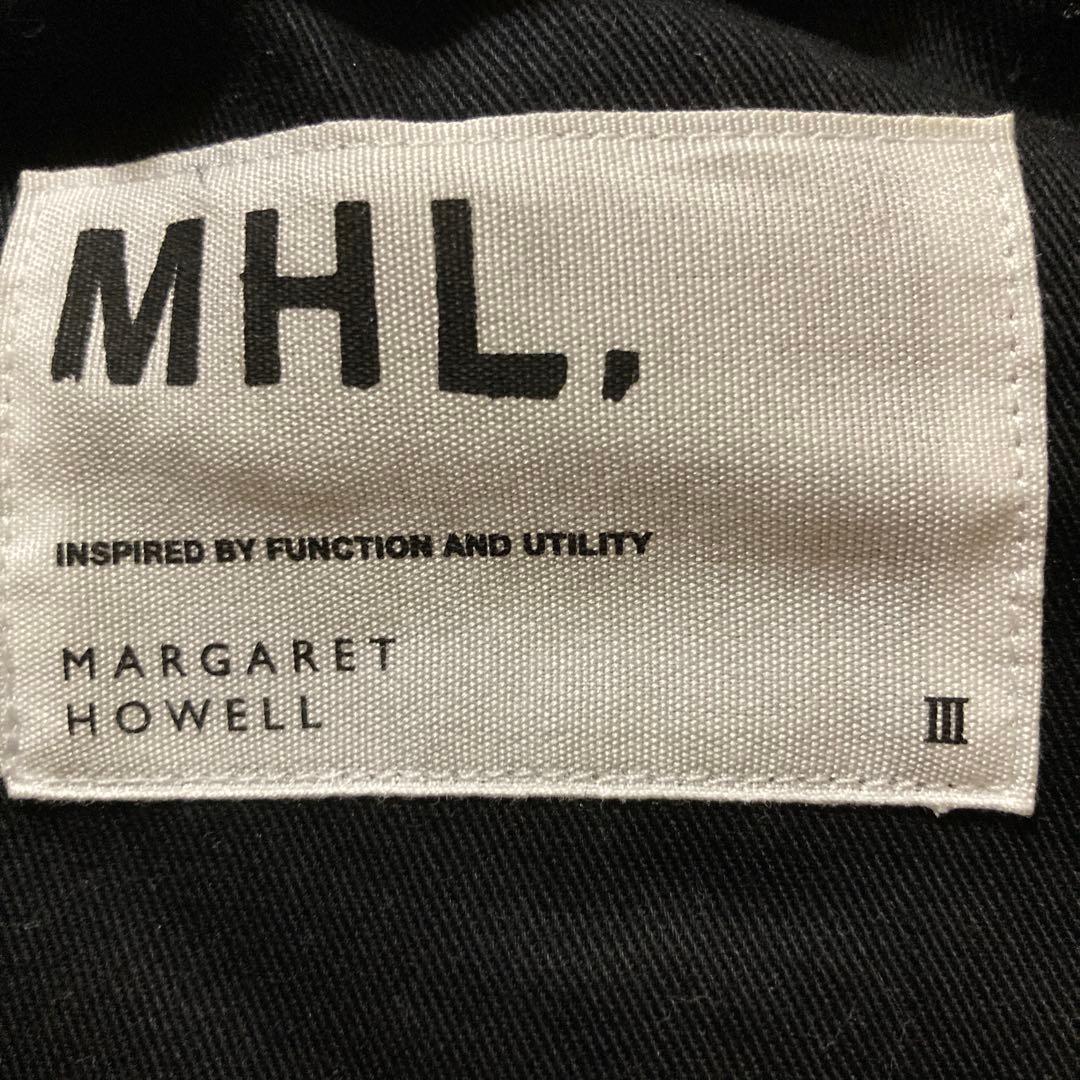 MHL,
INSPIRED BY FUNCTION AND UTILITY
MARGARET
HOWELL
III